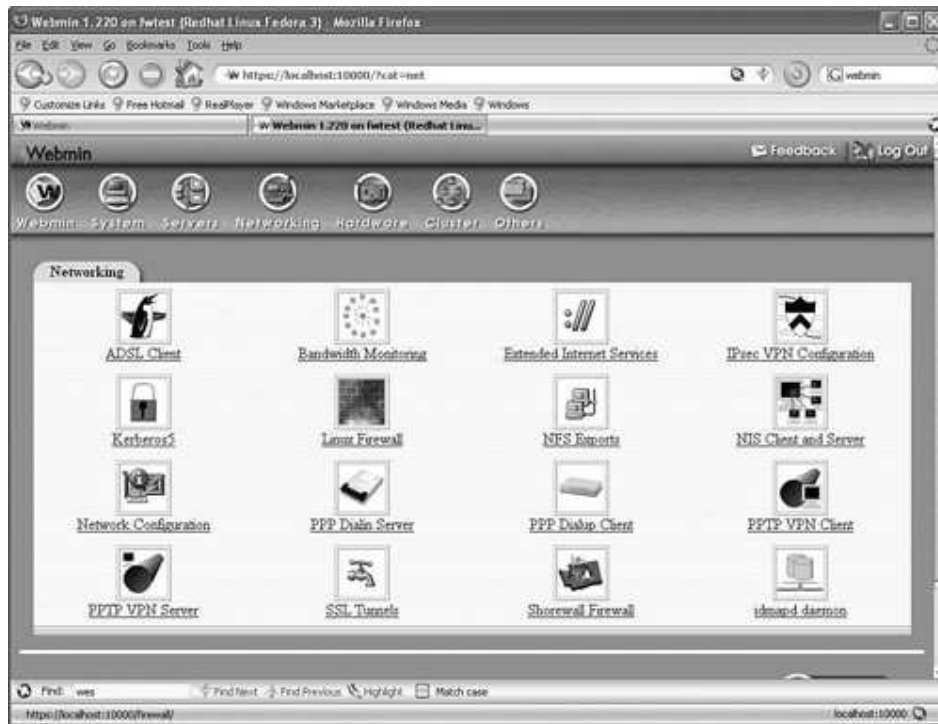 Webmin 1.220 on fwtest (Redhat Linux Fedora 3) - Mozilla Firefox
File Edit View Go Bookmarks Tools Help
https://localhost:10000/?cat=net
webmin
Customize Links Free Hotmail RealPlayer Windows Marketplace Windows Media Windows
Webmin
Webmin 1.220 on fwtest (Redhat Linu...
Webmin
Feedback
Log Out
Webmin System Servers Networking Hardware Cluster Others
Networking
ADSL Client
Bandwidth Monitoring
Extended Internet Services
IPsec VPN Configuration
Kerberos5
Linux Firewall
NFS Exports
NIS Client and Server
Network Configuration
PPP Dialin Server
PPP Dialup Client
PPTP VPN Client
PPTP VPN Server
SSL Tunnels
Shorewall Firewall
idmapd daemon
Find: wes Find Next Find Previous Highlight Match case
https://localhost:10000/firewall/
localhost:10000